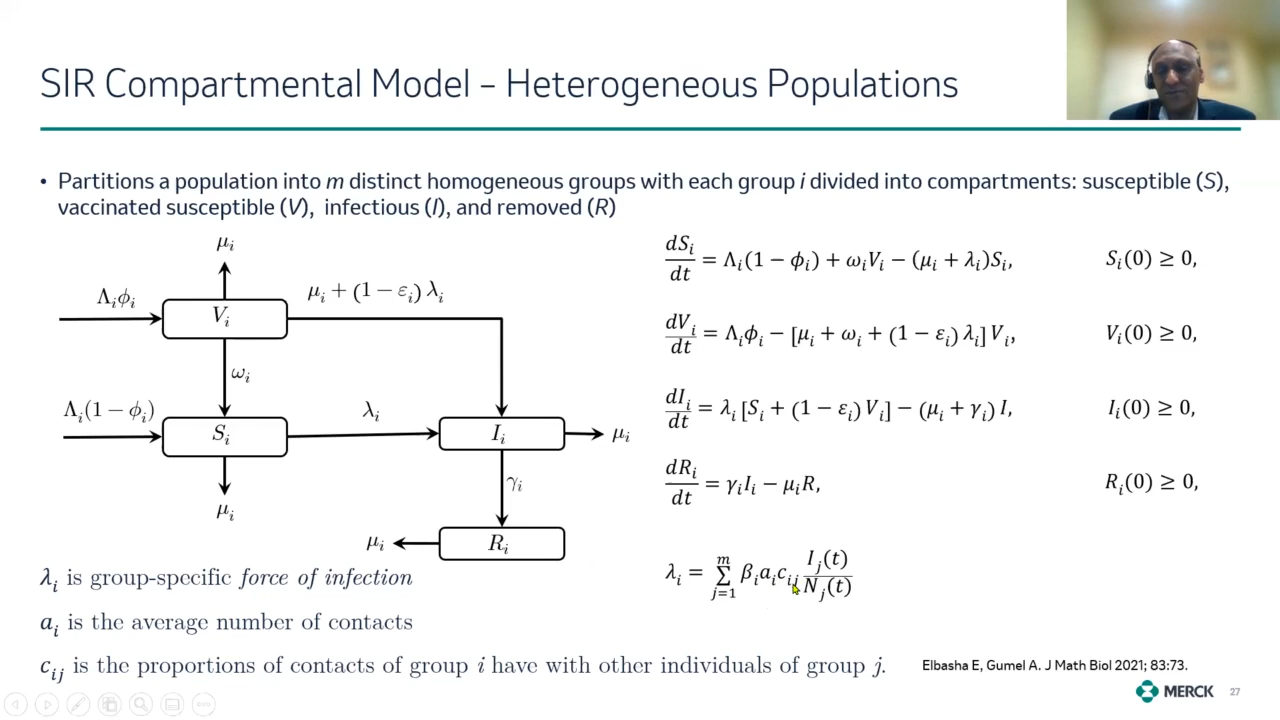 SIR Compartmental Model – Heterogeneous Populations
• Partitions a population into m distinct homogeneous groups with each group i divided into compartments: susceptible (S),
vaccinated susceptible (V), infectious (I), and removed (R)
μᵢ
Λᵢϕᵢ
Vᵢ
μᵢ + (1 − εᵢ) λᵢ
ωᵢ
Λᵢ(1 − ϕᵢ)
Sᵢ
λᵢ
Iᵢ
μᵢ
μᵢ
γᵢ
μᵢ
Rᵢ
dSᵢ/dt = Λᵢ(1 − ϕᵢ) + ωᵢVᵢ − (μᵢ + λᵢ)Sᵢ, Sᵢ(0) ≥ 0,
dVᵢ/dt = Λᵢϕᵢ − [μᵢ + ωᵢ + (1 − εᵢ) λᵢ] Vᵢ, Vᵢ(0) ≥ 0,
dIᵢ/dt = λᵢ [Sᵢ + (1 − εᵢ) Vᵢ] − (μᵢ + γᵢ) I, Iᵢ(0) ≥ 0,
dRᵢ/dt = γᵢIᵢ − μᵢR, Rᵢ(0) ≥ 0,
λᵢ = ∑_{j=1}^{m} βᵢaᵢcᵢⱼ Iⱼ(t)/Nⱼ(t)
λᵢ is group-specific force of infection
aᵢ is the average number of contacts
cᵢⱼ is the proportions of contacts of group i have with other individuals of group j.
Elbasha E, Gumel A. J Math Biol 2021; 83:73.
MERCK
27